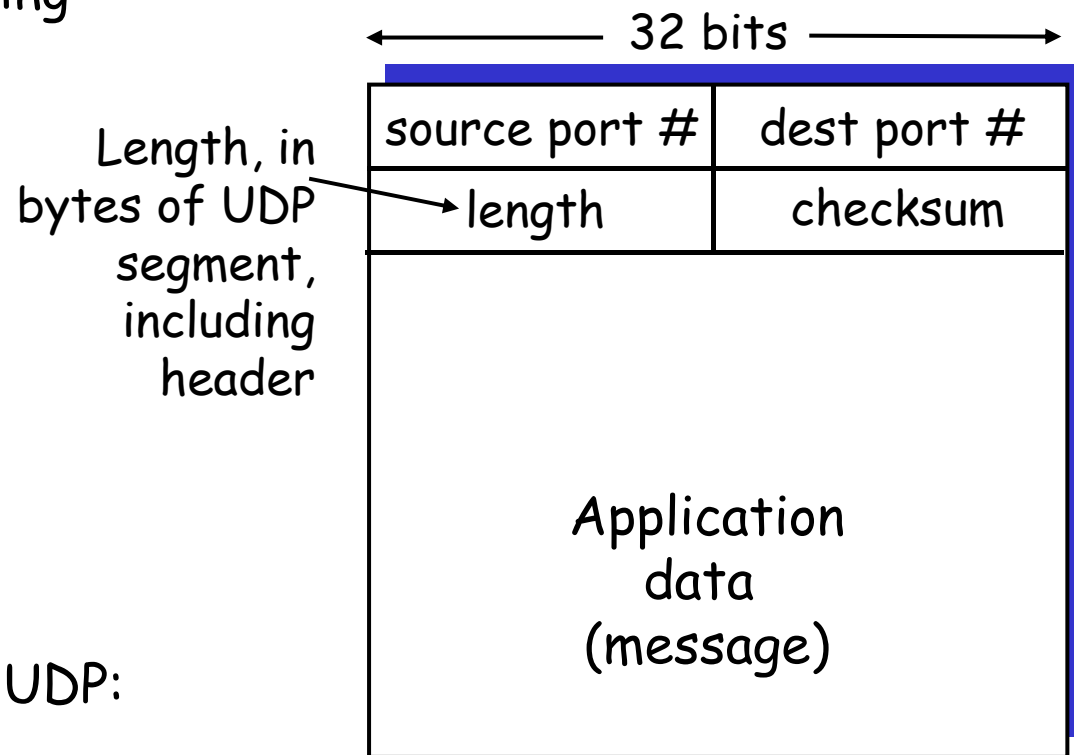 32 bits
source port #
dest port #
Length, in
bytes of UDP
segment,
including
header
length
checksum
Application
data
(message)
UDP: